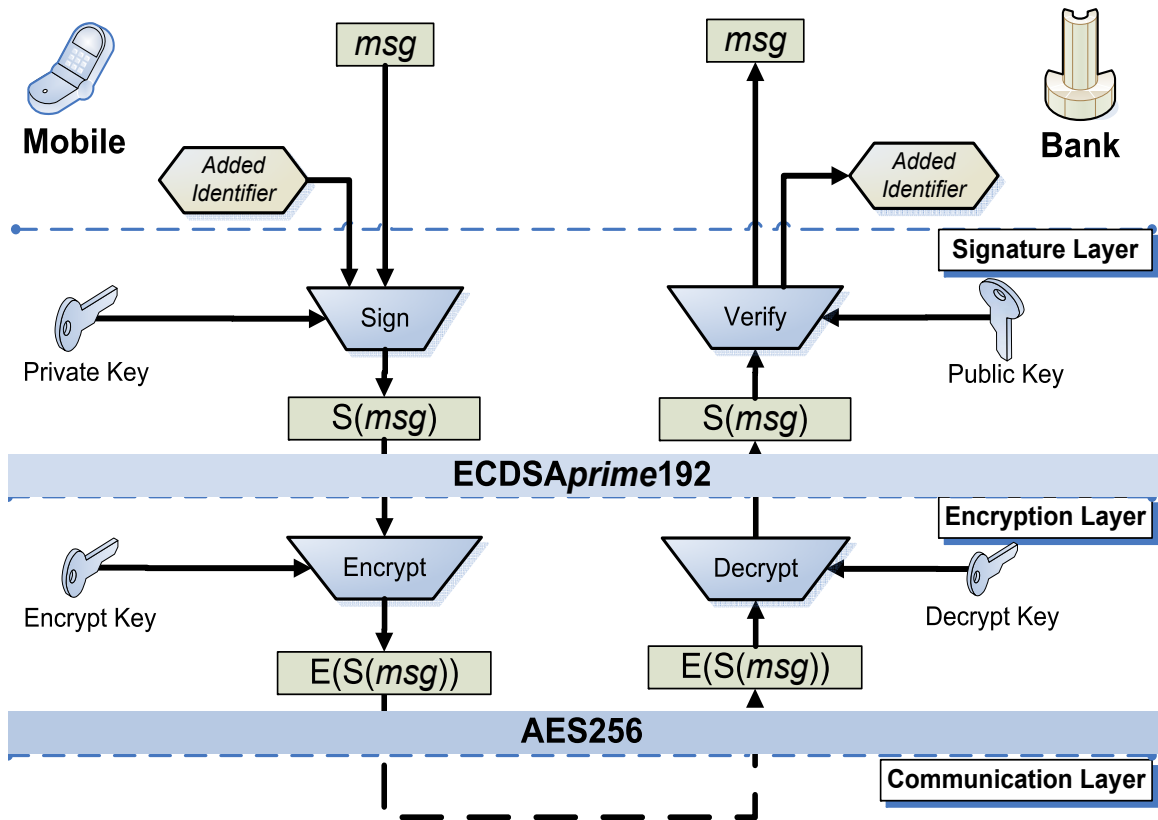 msg
msg
Mobile
Bank
Added
Identifier
Added
Identifier
Signature Layer
Sign
Verify
Private Key
Public Key
S(msg)
S(msg)
ECDSAprime192
Encryption Layer
Encrypt
Decrypt
Encrypt Key
Decrypt Key
E(S(msg))
E(S(msg))
AES256
Communication Layer